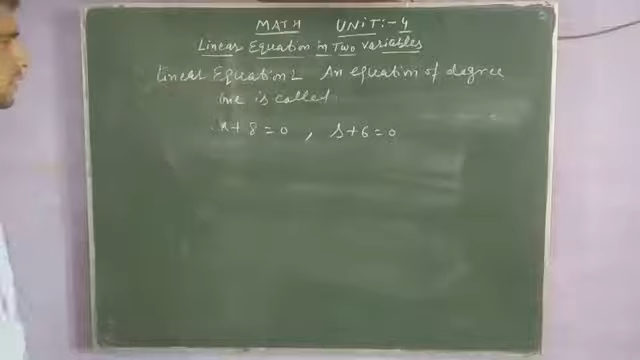 MATH UNIT:- 4
Linear Equation in Two Variables
Linear Equation :- An equation of degree
one is called
x + 8 = 0 , s + 6 = 0